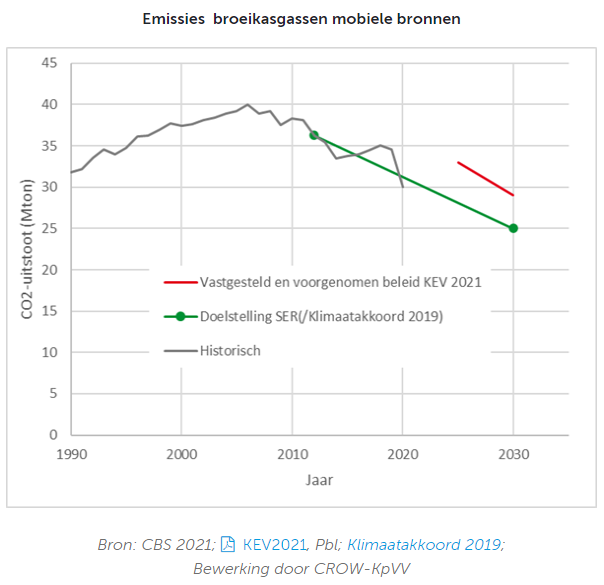 Emissies broeikasgassen mobiele bronnen
45
40
35
30
25
20
15
10
5
0
CO2-uitstoot (Mton)
Vastgesteld en voorgenomen beleid KEV 2021
Doelstelling SER(/Klimaatakkoord 2019)
Historisch
1990
2000
2012
2020
2030
Jaar
Bron: CBS 2021; KEV2021, Pbl; Klimaatakkoord 2019;
Bewerking door CROW-KpVV